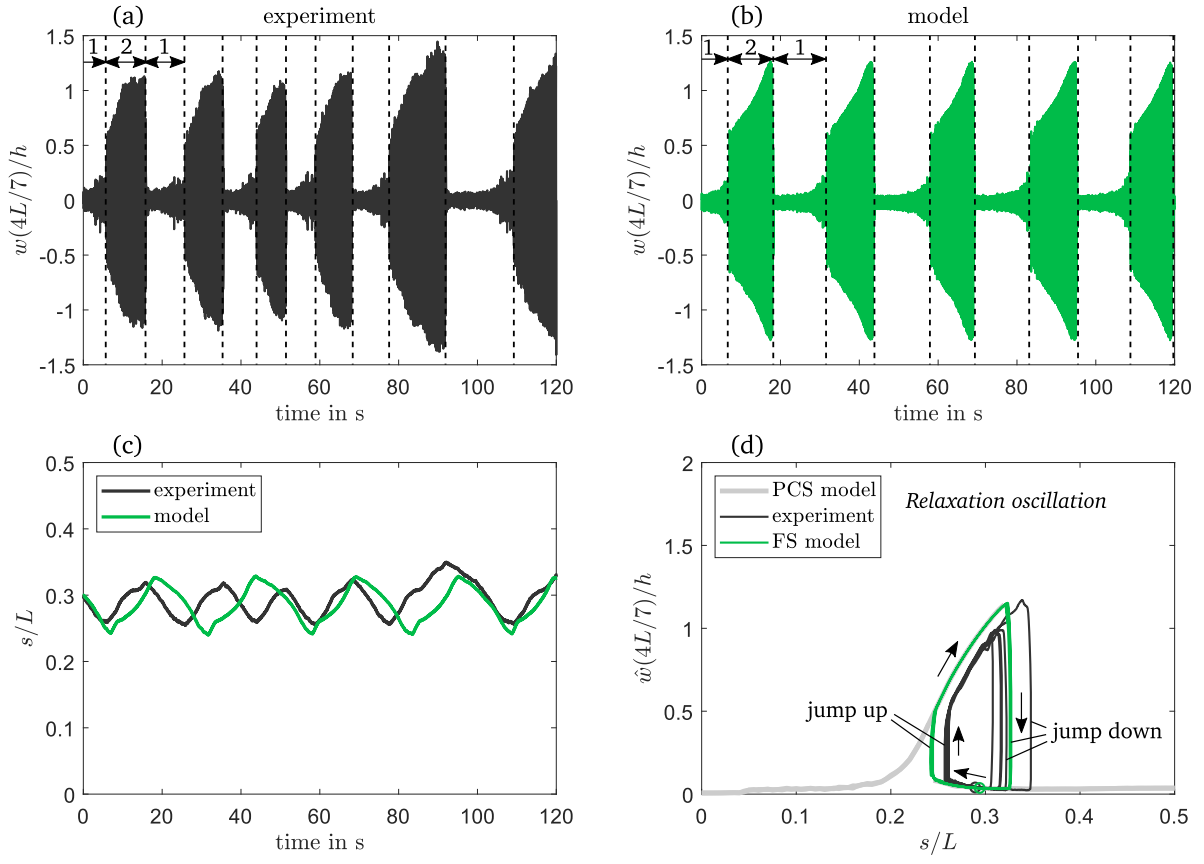 (a) experiment
1 2 1
1.5
1
0.5
0
-0.5
-1
-1.5
w(4L/7)/h
0 20 40 60 80 100 120
time in s
(b) model
1 2 1
1.5
1
0.5
0
-0.5
-1
-1.5
w(4L/7)/h
0 20 40 60 80 100 120
time in s
(c)
0.5
0.4
0.3
0.2
0.1
0
s/L
experiment
model
0 20 40 60 80 100 120
time in s
(d)
2
1.5
1
0.5
0
ŵ(4L/7)/h
PCS model
experiment
FS model
Relaxation oscillation
jump up
jump down
0 0.1 0.2 0.3 0.4 0.5
s/L